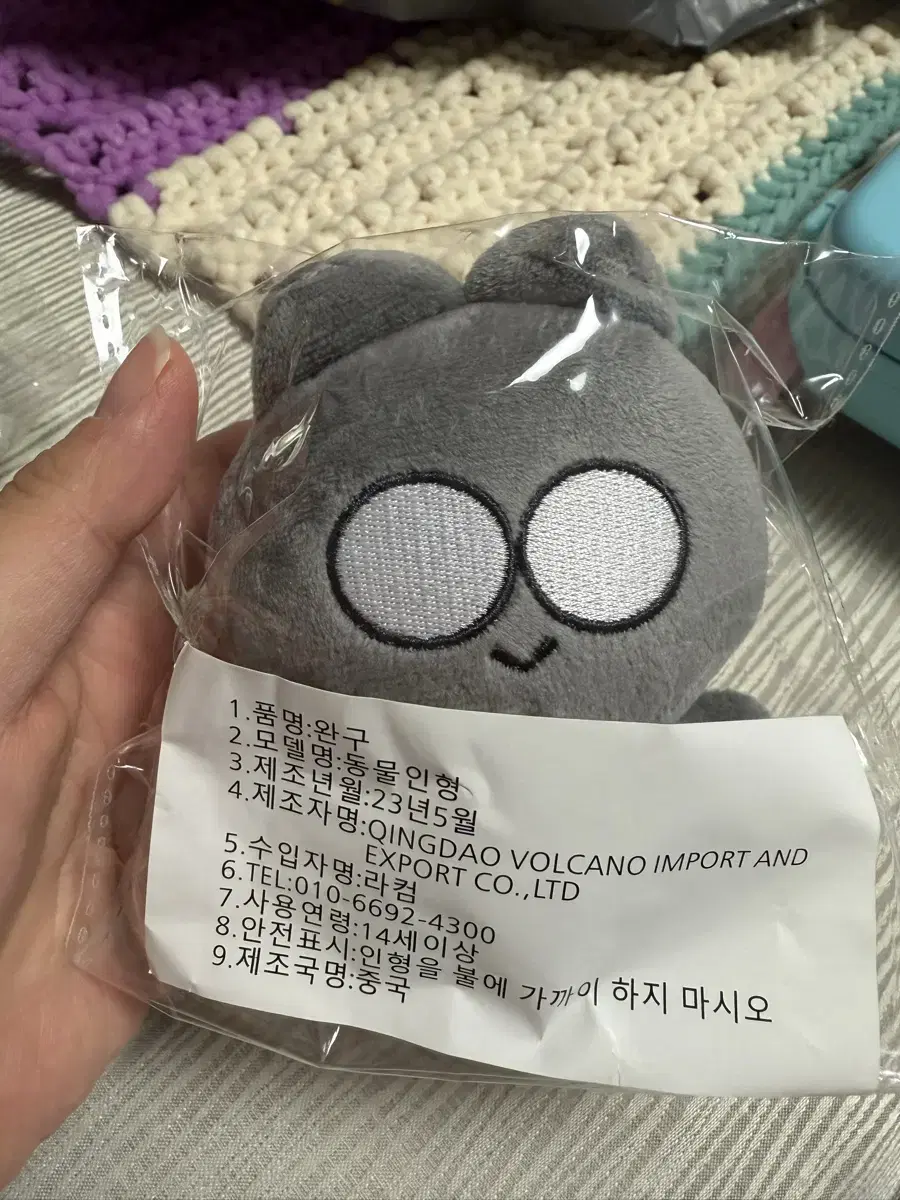 1.품명:완구
2.모델명:동물인형
3.제조년월:23년5월
4.제조자명:QINGDAO VOLCANO IMPORT AND
EXPORT CO.,LTD
5.수입자명:라컴
6.TEL:010-6692-4300
7.사용연령:14세이상
8.안전표시:인형을 불에 가까이 하지 마시오
9.제조국명:중국